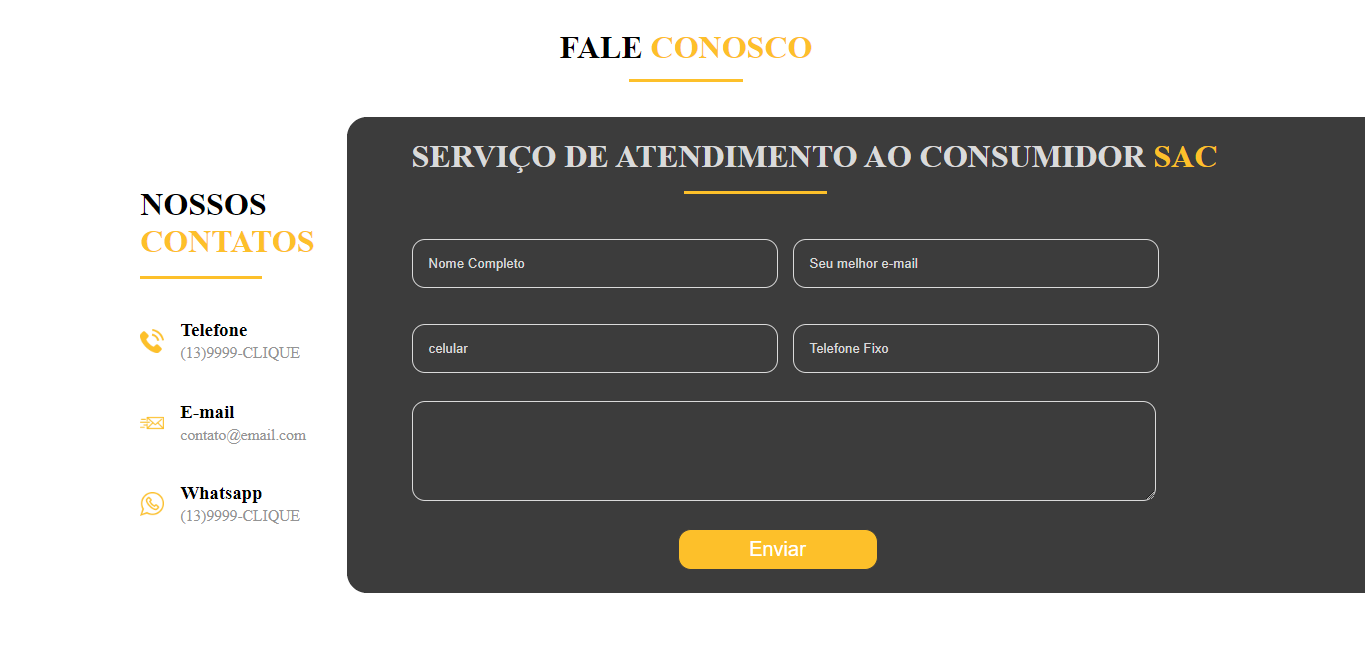 FALE CONOSCO
NOSSOS
CONTATOS
Telefone
(13)9999-CLIQUE
E-mail
contato@email.com
Whatsapp
(13)9999-CLIQUE
SERVIÇO DE ATENDIMENTO AO CONSUMIDOR SAC
Nome Completo
Seu melhor e-mail
celular
Telefone Fixo
Enviar